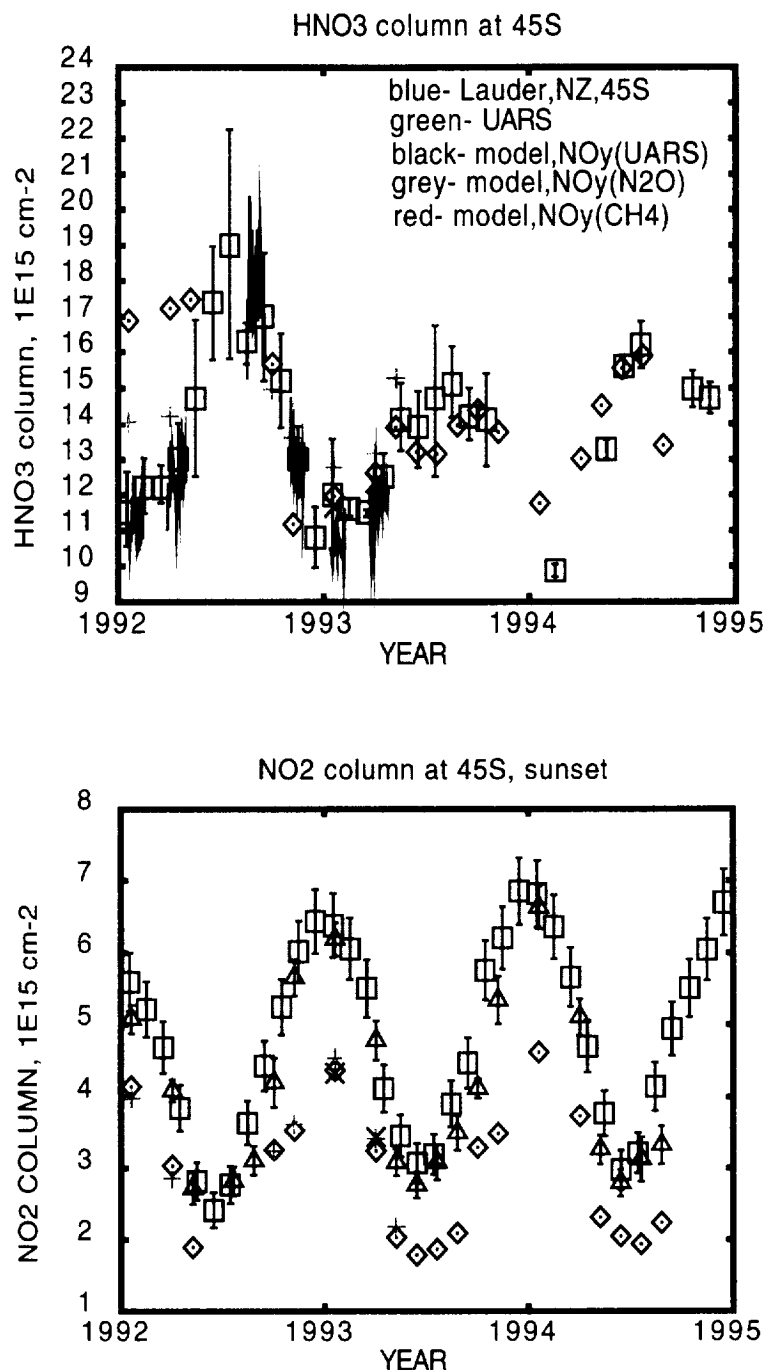 HNO3 column at 45S
24
23
22
21
20
19
18
17
16
15
14
13
12
11
10
9
HNO3 column, 1E15 cm-2
blue- Lauder,NZ,45S
green- UARS
black- model,NOy(UARS)
grey- model,NOy(N2O)
red- model,NOy(CH4)
1992 1993 1994 1995
YEAR
NO2 column at 45S, sunset
8
7
6
5
4
3
2
1
NO2 COLUMN, 1E15 cm-2
1992 1993 1994 1995
YEAR